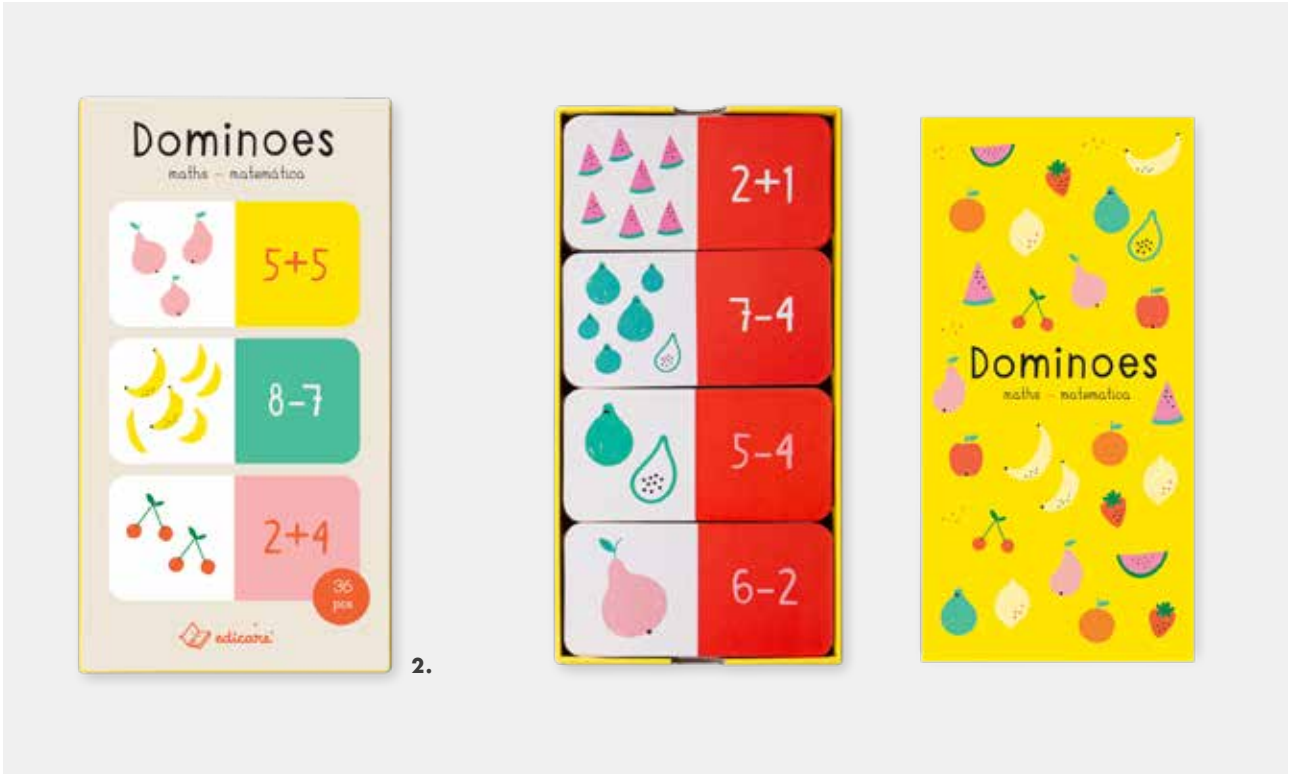 Dominoes
maths – matemática
5+5
8-7
2+4
36
pcs
edicare
2.
2+1
7-4
5-4
6-2
Dominoes
maths – matemática